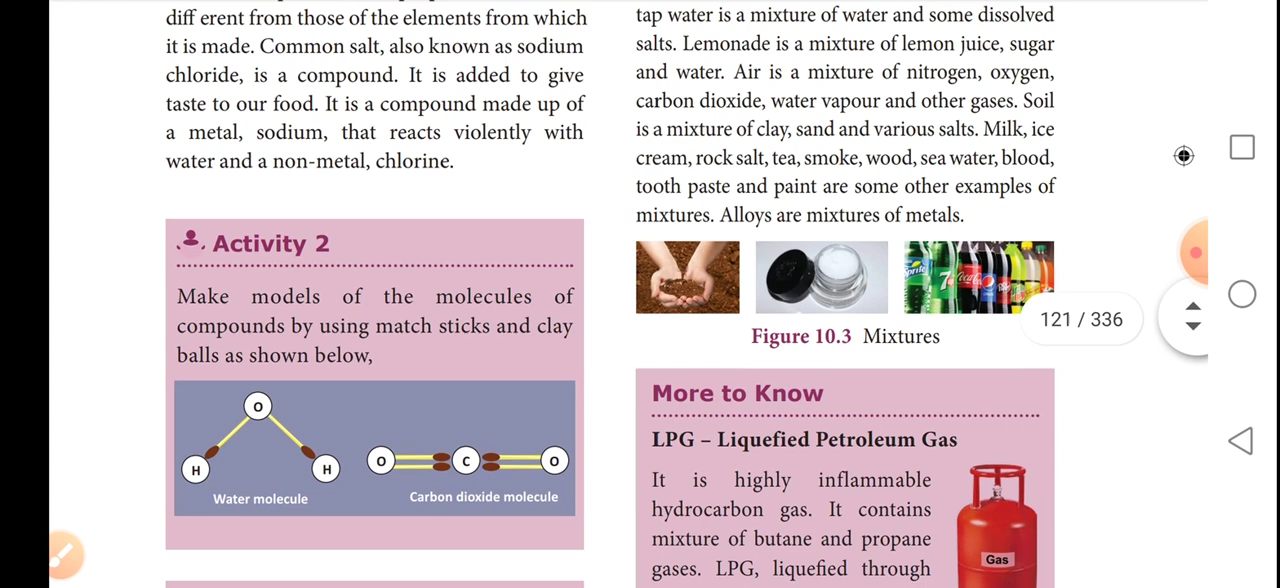 diff erent from those of the elements from which
it is made. Common salt, also known as sodium
chloride, is a compound. It is added to give
taste to our food. It is a compound made up of
a metal, sodium, that reacts violently with
water and a non-metal, chlorine.
Activity 2
Make models of the molecules of
compounds by using match sticks and clay
balls as shown below,
O
H
H
Water molecule
O
C
O
Carbon dioxide molecule
tap water is a mixture of water and some dissolved
salts. Lemonade is a mixture of lemon juice, sugar
and water. Air is a mixture of nitrogen, oxygen,
carbon dioxide, water vapour and other gases. Soil
is a mixture of clay, sand and various salts. Milk, ice
cream, rock salt, tea, smoke, wood, sea water, blood,
tooth paste and paint are some other examples of
mixtures. Alloys are mixtures of metals.
Sprite
7
Coca-Cola
Figure 10.3 Mixtures
121 / 336
More to Know
LPG – Liquefied Petroleum Gas
It is highly inflammable
hydrocarbon gas. It contains
mixture of butane and propane
gases. LPG, liquefied through
Gas